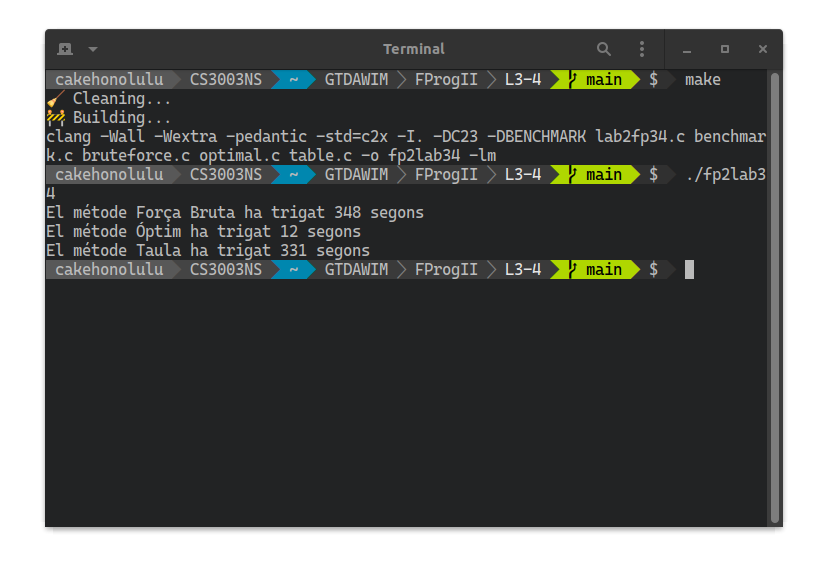 Terminal
cakehonolulu CS3003NS ~ GTDAWIM FProgII L3-4 main $ make
Cleaning...
Building...
clang -Wall -Wextra -pedantic -std=c2x -I. -DC23 -DBENCHMARK lab2fp34.c benchmar
k.c bruteforce.c optimal.c table.c -o fp2lab34 -lm
cakehonolulu CS3003NS ~ GTDAWIM FProgII L3-4 main $ ./fp2lab3
4
El métode Força Bruta ha trigat 348 segons
El métode Óptim ha trigat 12 segons
El métode Taula ha trigat 331 segons
cakehonolulu CS3003NS ~ GTDAWIM FProgII L3-4 main $